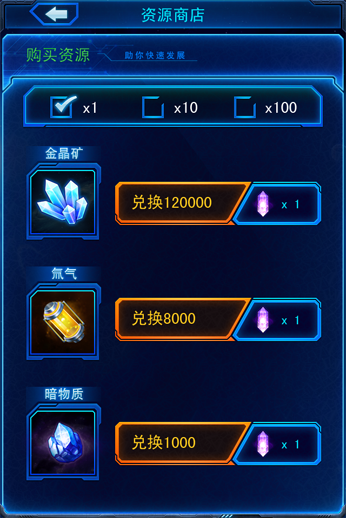 资源商店
购买资源 助你快速发展
x1 x10 x100
金晶矿
兑换120000 x 1
氚气
兑换8000 x 1
暗物质
兑换1000 x 1